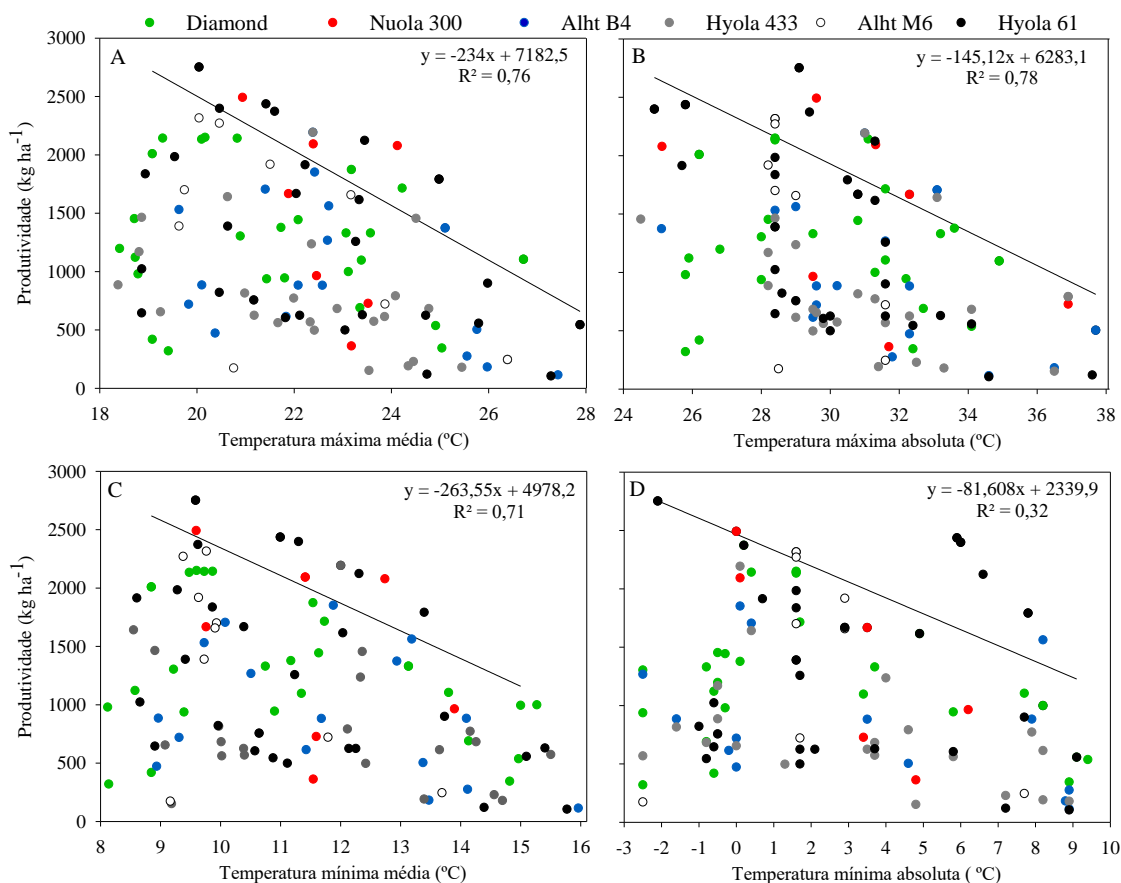 Diamond Nuola 300 Alht B4 Hyola 433 Alht M6 Hyola 61
A
y = -234x + 7182,5
R² = 0,76
B
y = -145,12x + 6283,1
R² = 0,78
Produtividade (kg ha⁻¹)
3000
2500
2000
1500
1000
500
0
18 20 22 24 26 28
Temperatura máxima média (ºC)
24 26 28 30 32 34 36 38
Temperatura máxima absoluta (ºC)
C
y = -263,55x + 4978,2
R² = 0,71
D
y = -81,608x + 2339,9
R² = 0,32
Produtividade (kg ha⁻¹)
3000
2500
2000
1500
1000
500
0
8 9 10 11 12 13 14 15 16
Temperatura mínima média (ºC)
-3 -2 -1 0 1 2 3 4 5 6 7 8 9 10
Temperatura mínima absoluta ( ºC)